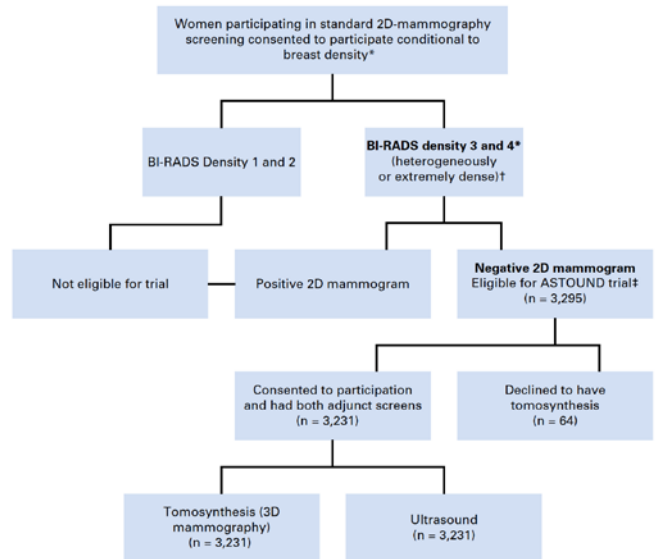 Women participating in standard 2D-mammography
screening consented to participate conditional to
breast density*
BI-RADS Density 1 and 2
BI-RADS density 3 and 4*
(heterogeneously
or extremely dense)†
Not eligible for trial
Positive 2D mammogram
Negative 2D mammogram
Eligible for ASTOUND trial‡
(n = 3,295)
Consented to participation
and had both adjunct screens
(n = 3,231)
Declined to have
tomosynthesis
(n = 64)
Tomosynthesis (3D
mammography)
(n = 3,231)
Ultrasound
(n = 3,231)